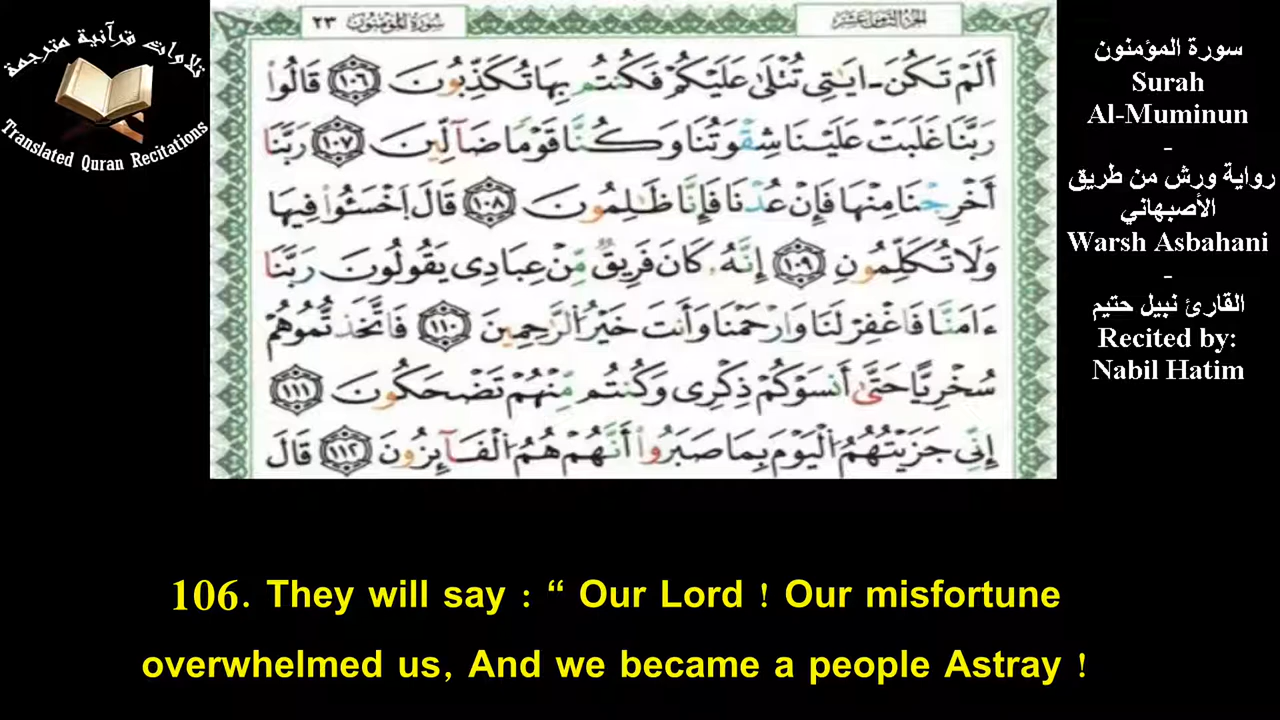 تلاوات قرآنية مترجمة
Translated Quran Recitations
سورة المؤمنون ٢٣
الجزء الثامن عشر
أَلَمْ تَكُنَ ـ ايَٰتِى تُتْلَىٰ عَلَيْكُمْ فَكُنتُم بِهَا تُكَذِّبُونَ ١٠٦ قَالُواْ
رَبَّنَا غَلَبَتْ عَلَيْنَا شِقْوَتُنَا وَكُنَّا قَوْمًا ضَآلِّينَ ١٠٧ رَبَّنَا
أَخْرِجْنَا مِنْهَا فَإِنْ عُدْنَا فَإِنَّا ظَٰلِمُونَ ١٠٨ قَالَ اَخْسَـُٔواْ فِيهَا
وَلَا تُكَلِّمُونِ ١٠٩ إِنَّهُۥ كَانَ فَرِيقٌ مِّنْ عِبَادِى يَقُولُونَ رَبَّنَا
ءَامَنَّا فَاغْفِرْ لَنَا وَارْحَمْنَا وَأَنتَ خَيْرُ الرَّٰحِمِينَ ١١٠ فَاتَّخَذتُّمُوهُمْ
سُخْرِيًّا حَتَّىٰ أَنسَوْكُمْ ذِكْرِى وَكُنتُم مِّنْهُمْ تَضْحَكُونَ ١١١
إِنِّى جَزَيْتُهُمُ الْيَوْمَ بِمَا صَبَرُواْ أَنَّهُمْ هُمُ الْفَآئِزُونَ ١١٢ قَالَ
سورة المؤمنون
Surah
Al-Muminun
-
رواية ورش من طريق
الأصبهاني
Warsh Asbahani
-
القارئ نبيل حتيم
Recited by:
Nabil Hatim
106. They will say : “ Our Lord ! Our misfortune
overwhelmed us, And we became a people Astray !